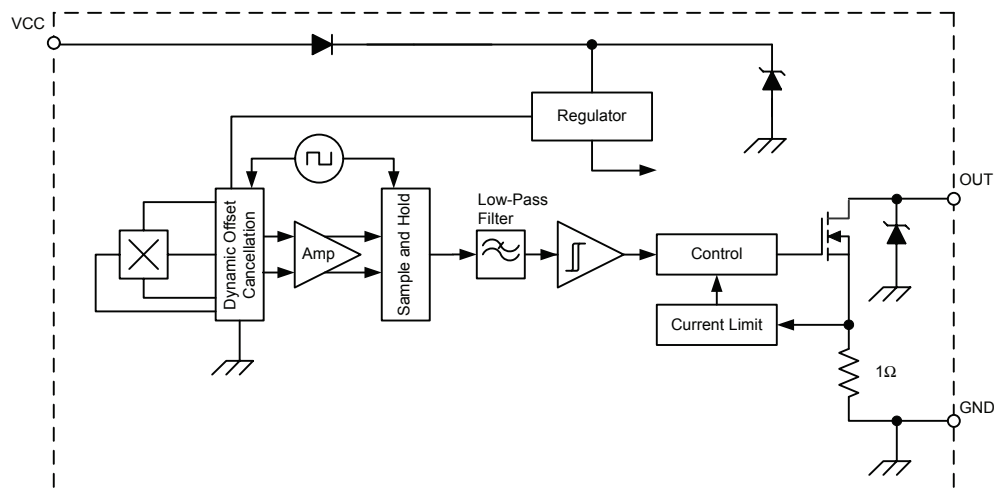 VCC
Regulator
OUT
Low-Pass
Filter
Dynamic Offset
Cancellation
Amp
Sample and Hold
Control
Current Limit
1Ω
GND